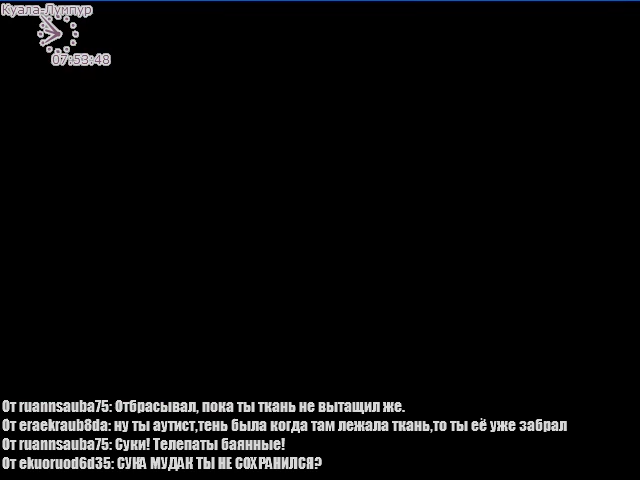 Куала-Лумпур
07:53:48
От ruannsauba75: Отбрасывал, пока ты ткань не вытащил же.
От eraekraub8da: ну ты аутист,тень была когда там лежала ткань,то ты её уже забрал
От ruannsauba75: Суки! Телепаты баянные!
От ekuoruod6d35: СУКА МУДАК ТЫ НЕ СОХРАНИЛСЯ?